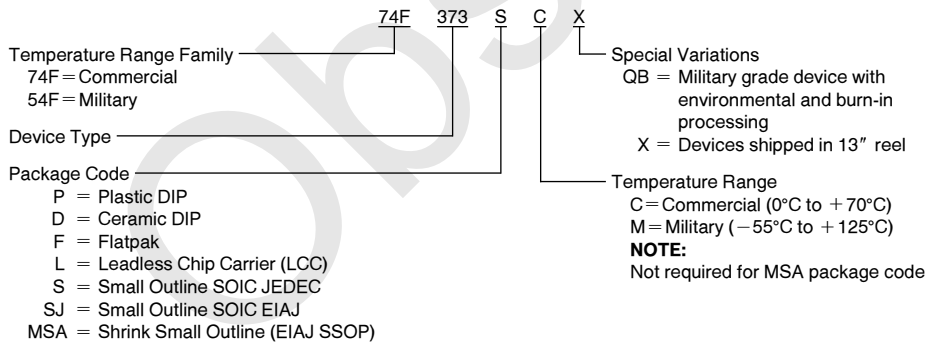 74F 373 S C X
Temperature Range Family
74F = Commercial
54F = Military
Device Type
Package Code
P = Plastic DIP
D = Ceramic DIP
F = Flatpak
L = Leadless Chip Carrier (LCC)
S = Small Outline SOIC JEDEC
SJ = Small Outline SOIC EIAJ
MSA = Shrink Small Outline (EIAJ SSOP)
Special Variations
QB = Military grade device with
environmental and burn-in
processing
X = Devices shipped in 13″ reel
Temperature Range
C = Commercial (0°C to +70°C)
M = Military (−55°C to +125°C)
NOTE:
Not required for MSA package code